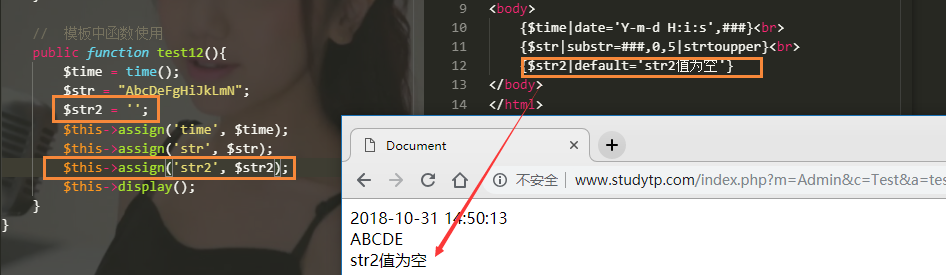 // 模板中函数使用
public function test12(){
$time = time();
$str = "AbcDeFgHiJkLmN";
$str2 = '';
$this->assign('time', $time);
$this->assign('str', $str);
$this->assign('str2', $str2);
$this->display();
}
}
9 <body>
10 {$time|date='Y-m-d H:i:s',###}<br>
11 {$str|substr=###,0,5|strtoupper}<br>
12 {$str2|default='str2值为空'}
13 </body>
14 </html>
Document
不安全 | www.studytp.com/index.php?m=Admin&c=Test&a=tes
2018-10-31 14:50:13
ABCDE
str2值为空